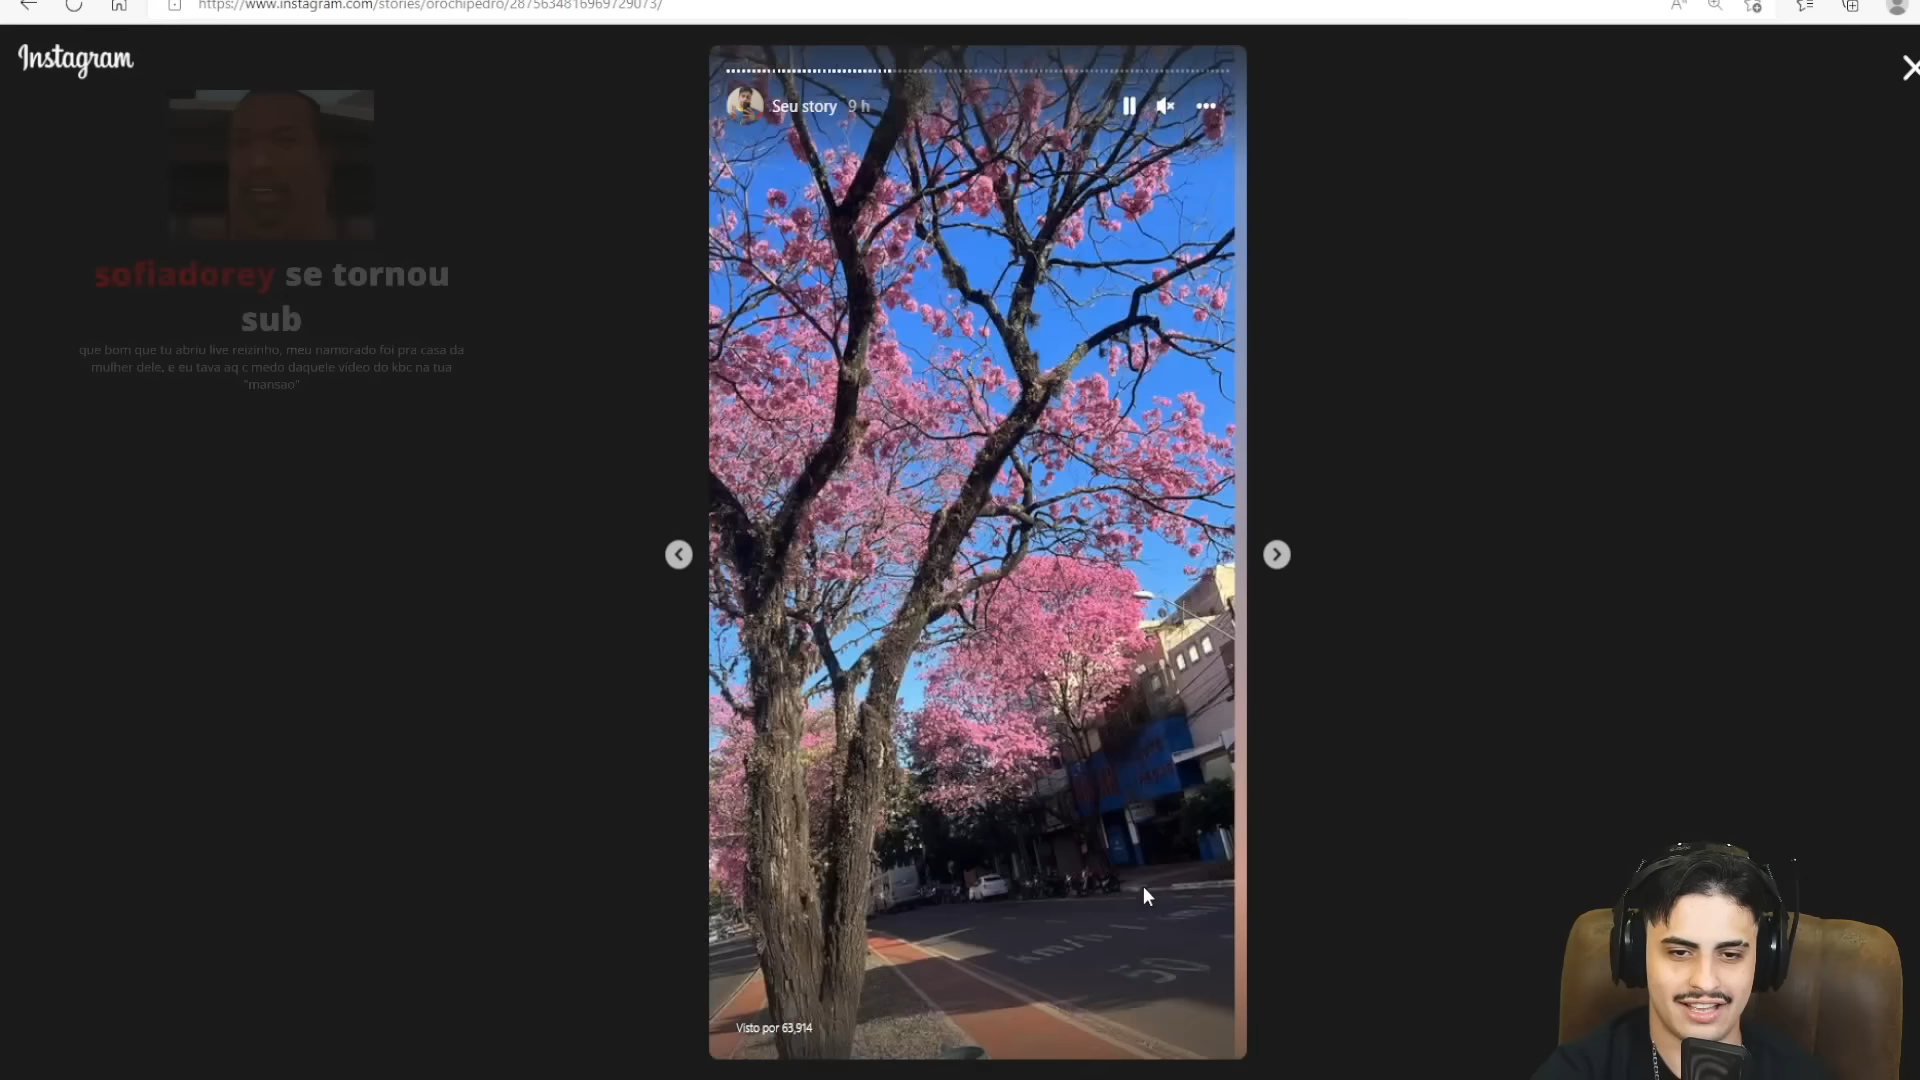 https://www.instagram.com/stories/orochipedro/2875634816969729073/
Instagram
Seu story 9 h
sofiadorey se tornou
sub
que bom que tu abriu live reizinho, meu namorado foi pra casa da
mulher dele, e eu tava aq c medo daquele video do kbc na tua
"mansao"
km/h
50
Visto por 63,914